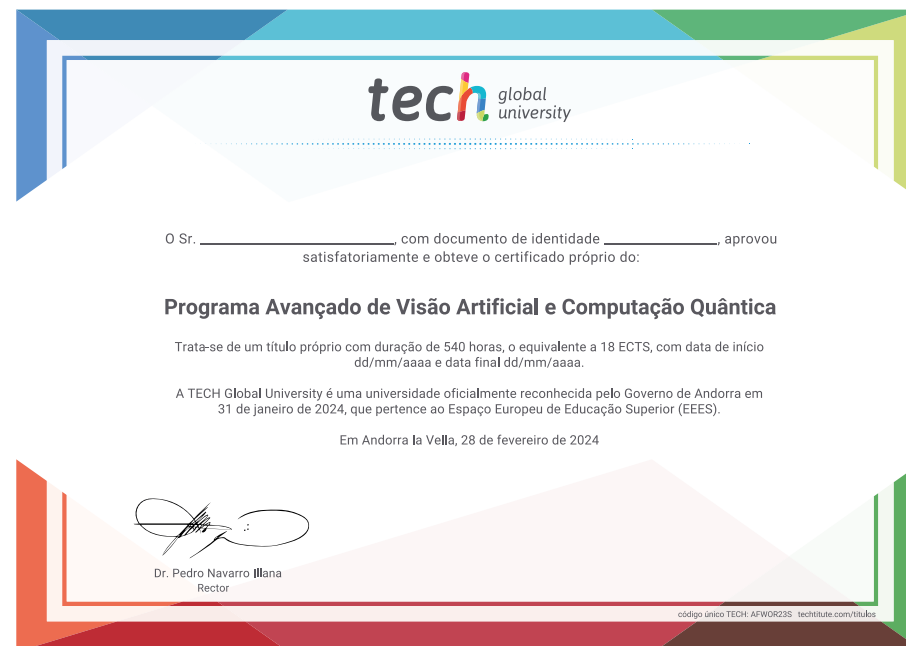 tech global university
O Sr. ____________________, com documento de identidade ____________, aprovou
satisfatoriamente e obteve o certificado próprio do:
Programa Avançado de Visão Artificial e Computação Quântica
Trata-se de um título próprio com duração de 540 horas, o equivalente a 18 ECTS, com data de início
dd/mm/aaaa e data final dd/mm/aaaa.
A TECH Global University é uma universidade oficialmente reconhecida pelo Governo de Andorra em
31 de janeiro de 2024, que pertence ao Espaço Europeu de Educação Superior (EEES).
Em Andorra la Vella, 28 de fevereiro de 2024
Dr. Pedro Navarro Illana
Rector
código único TECH: AFWOR23S techtitute.com/titulos